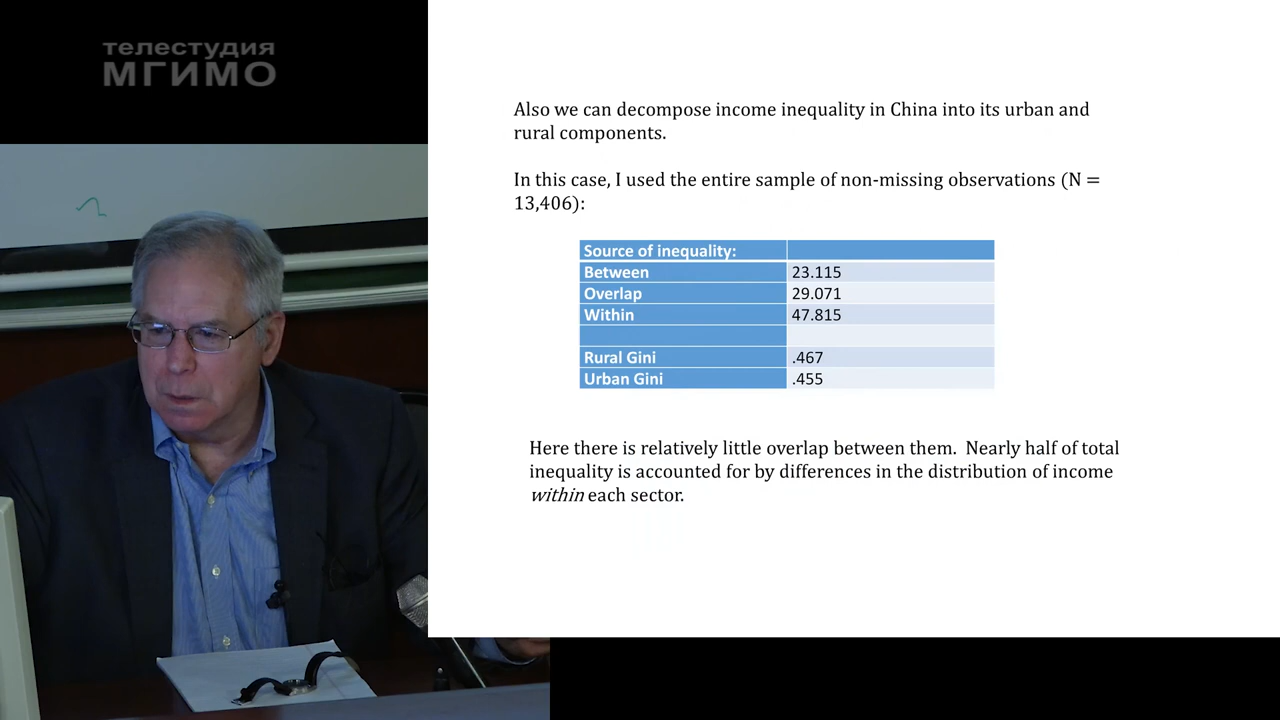 телестудия
МГИМО
Also we can decompose income inequality in China into its urban and
rural components.
In this case, I used the entire sample of non-missing observations (N =
13,406):
Source of inequality:
Between 23.115
Overlap 29.071
Within 47.815
Rural Gini .467
Urban Gini .455
Here there is relatively little overlap between them. Nearly half of total
inequality is accounted for by differences in the distribution of income
within each sector.